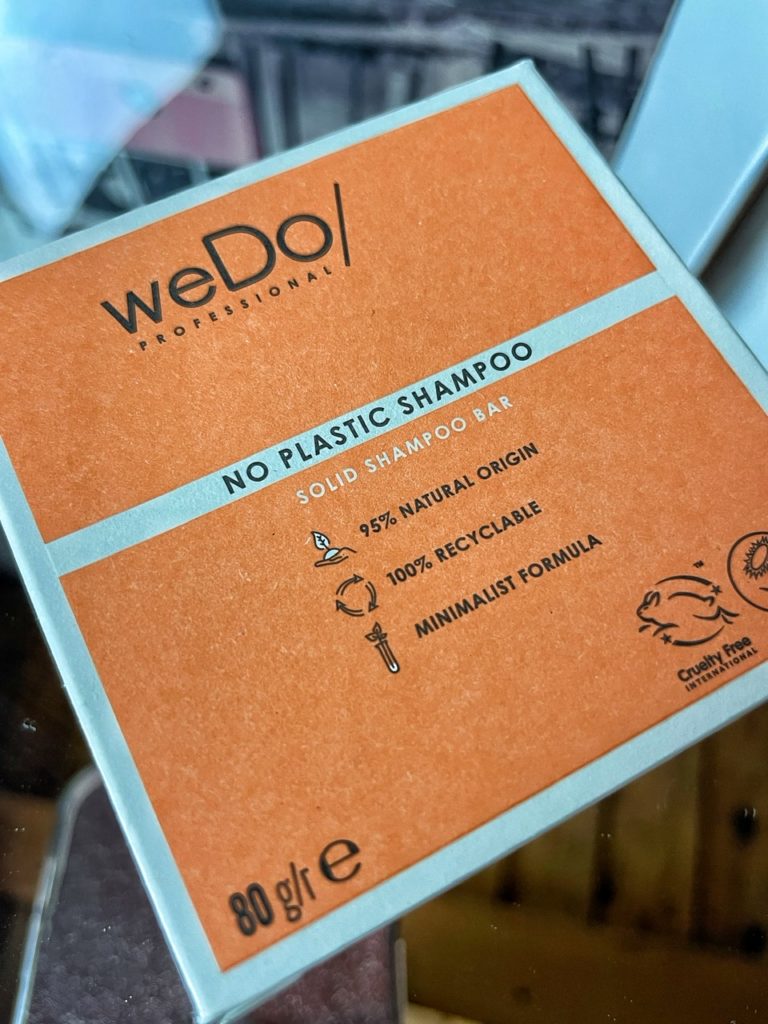 weDo/
PROFESSIONAL
NO PLASTIC SHAMPOO
SOLID SHAMPOO BAR
95% NATURAL ORIGIN
100% RECYCLABLE
MINIMALIST FORMULA
TM
Cruelty Free
INTERNATIONAL
80 g/r e